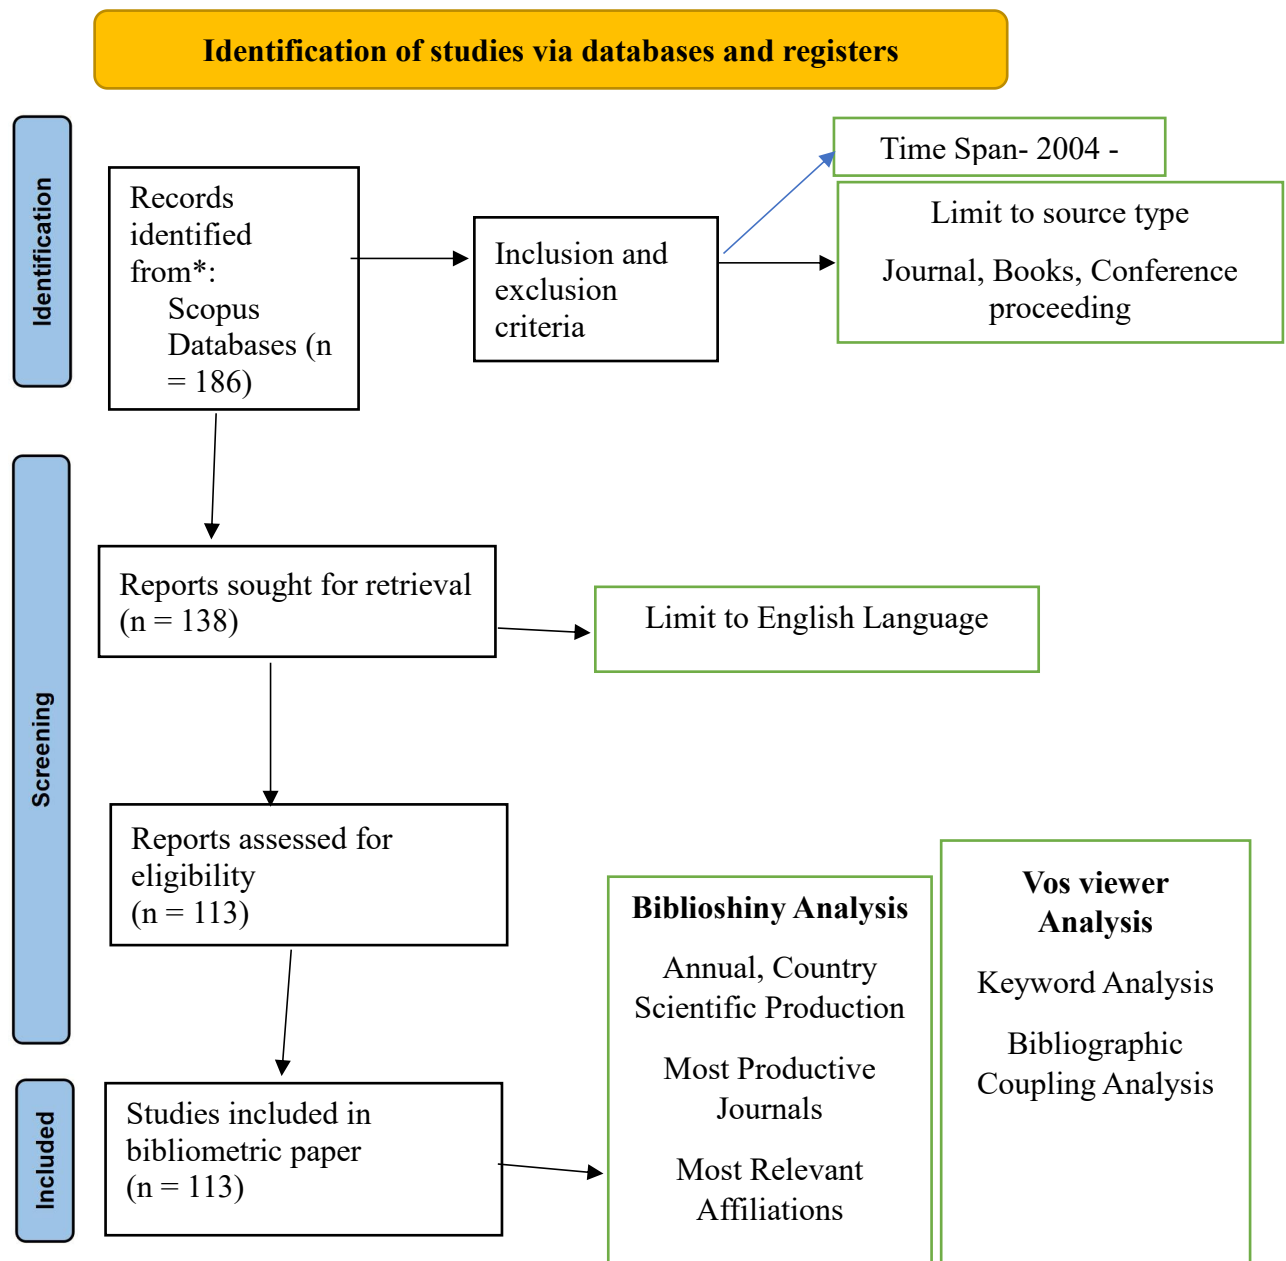 Identification of studies via databases and registers
Identification
Records
identified
from*:
Scopus
Databases (n
= 186)
Inclusion and
exclusion
criteria
Time Span- 2004 -
Limit to source type
Journal, Books, Conference
proceeding
Screening
Reports sought for retrieval
(n = 138)
Limit to English Language
Reports assessed for
eligibility
(n = 113)
Included
Studies included in
bibliometric paper
(n = 113)
Biblioshiny Analysis
Annual, Country
Scientific Production
Most Productive
Journals
Most Relevant
Affiliations
Vos viewer
Analysis
Keyword Analysis
Bibliographic
Coupling Analysis